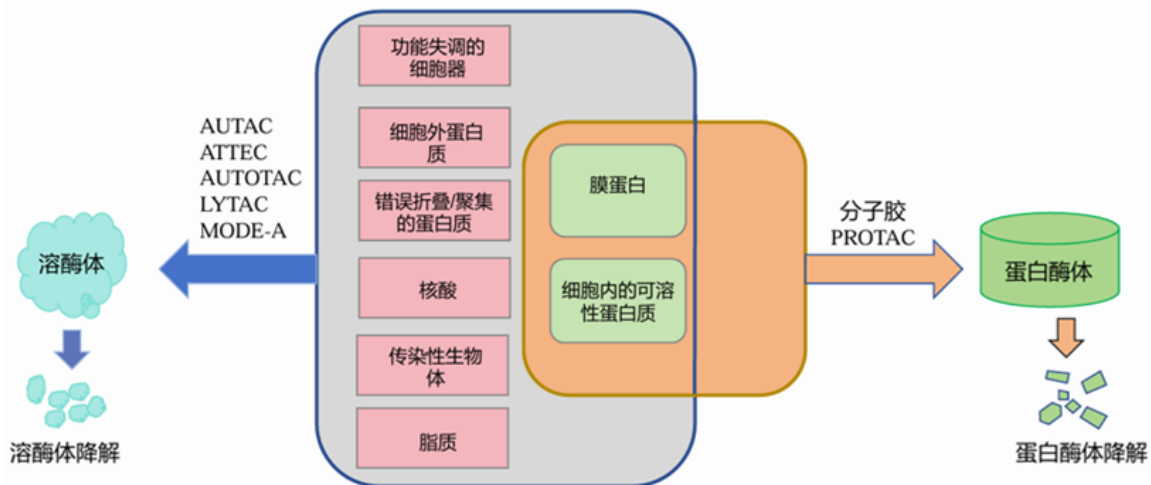 功能失调的
细胞器
细胞外蛋白
质
错误折叠/聚集
的蛋白质
核酸
传染性生物
体
脂质
膜蛋白
细胞内的可溶
性蛋白质
AUTAC
ATTEC
AUTOTAC
LYTAC
MODE-A
溶酶体
溶酶体降解
分子胶
PROTAC
蛋白酶体
蛋白酶体降解